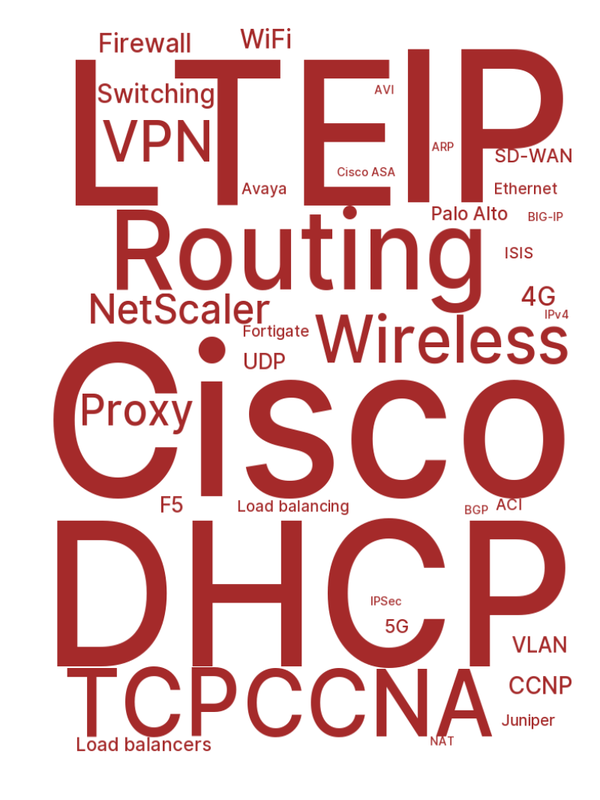 Firewall
WiFi
LTE
IP
Switching
AVI
VPN
ARP
SD-WAN
Cisco ASA
Avaya
Ethernet
Palo Alto
BIG-IP
Routing
ISIS
4G
NetScaler
IPv4
Fortigate
Wireless
UDP
Cisco
Proxy
F5
Load balancing
BGP
ACI
DHCP
IPSec
5G
VLAN
TCP
CCNA
CCNP
Juniper
NAT
Load balancers